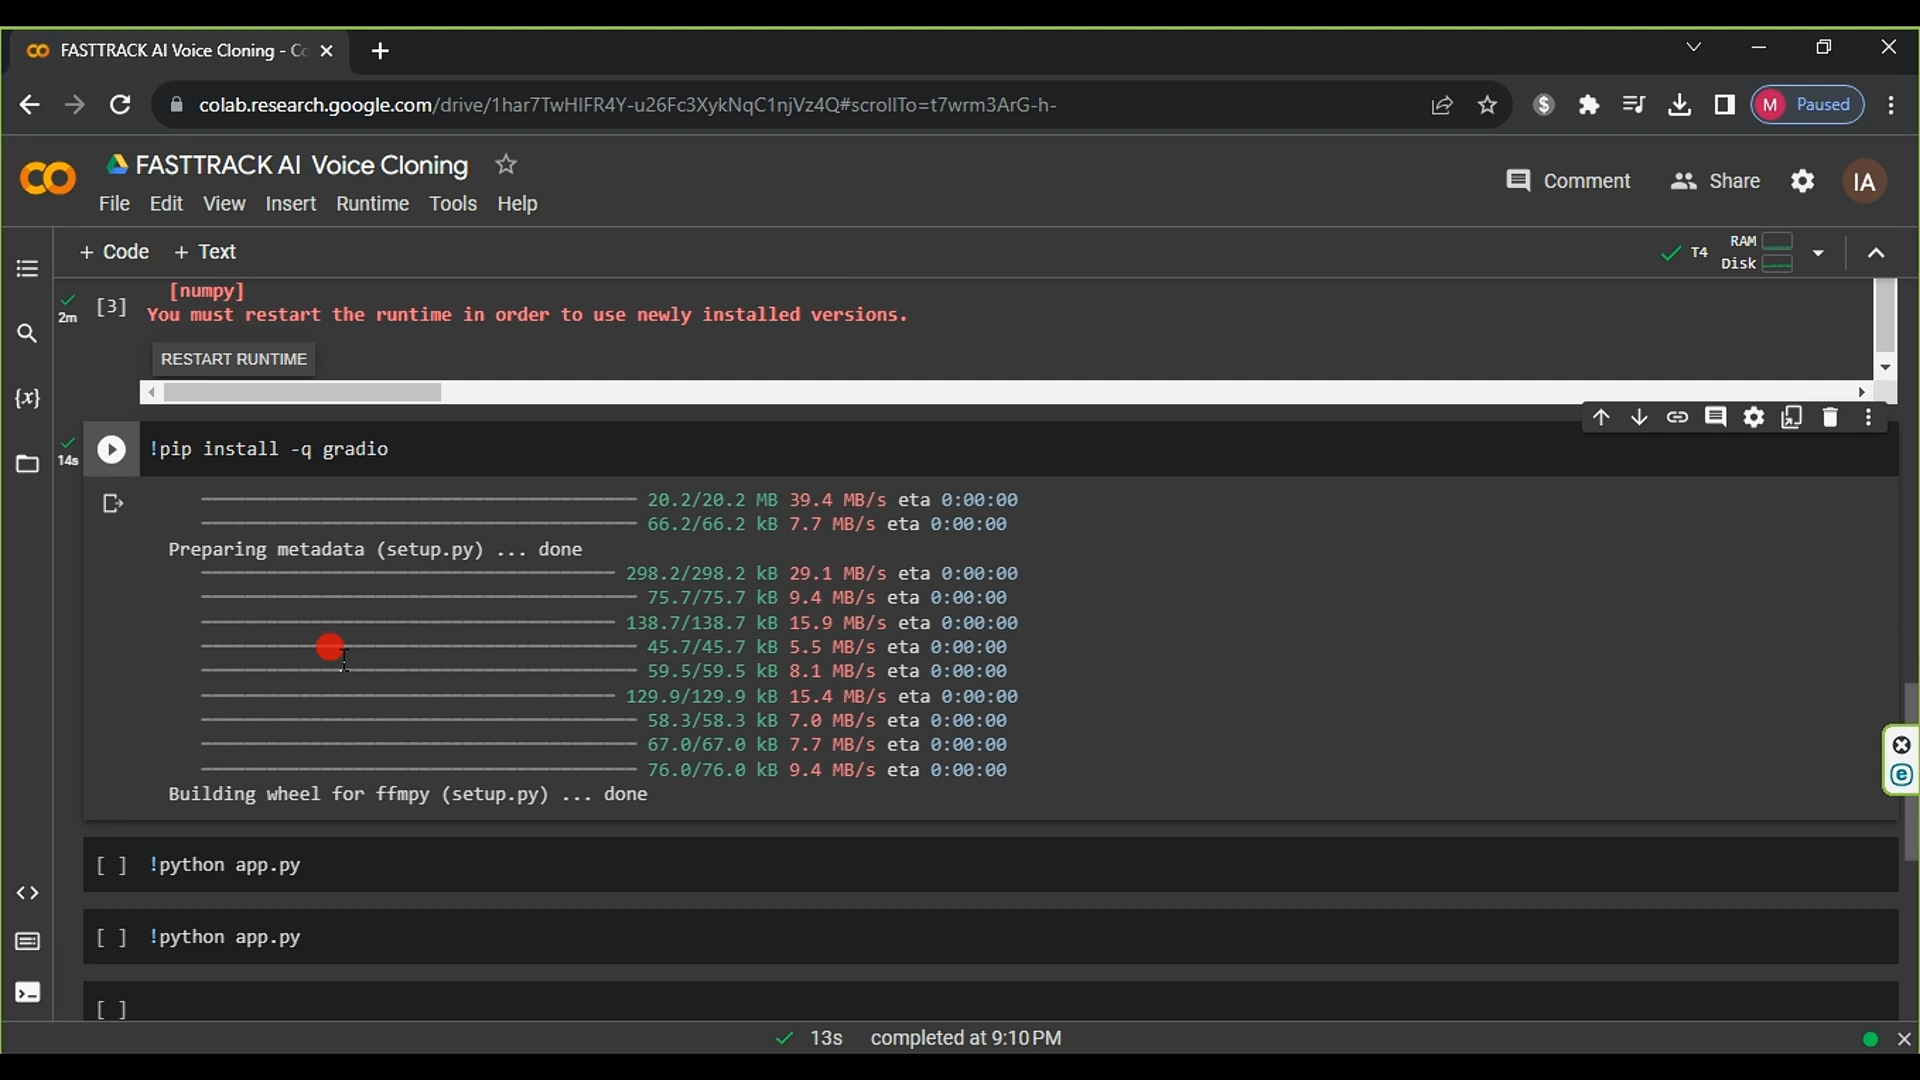 FASTTRACK AI Voice Cloning - Co
colab.research.google.com/drive/1har7TwHIFR4Y-u26Fc3XykNqC1njVz4Q#scrollTo=t7wrm3ArG-h-
M Paused
FASTTRACK AI Voice Cloning
File Edit View Insert Runtime Tools Help
Comment Share IA
+ Code + Text
T4 RAM
Disk
[numpy]
2m [3] You must restart the runtime in order to use newly installed versions.
RESTART RUNTIME
14s !pip install -q gradio
20.2/20.2 MB 39.4 MB/s eta 0:00:00
66.2/66.2 kB 7.7 MB/s eta 0:00:00
Preparing metadata (setup.py) ... done
298.2/298.2 kB 29.1 MB/s eta 0:00:00
75.7/75.7 kB 9.4 MB/s eta 0:00:00
138.7/138.7 kB 15.9 MB/s eta 0:00:00
45.7/45.7 kB 5.5 MB/s eta 0:00:00
59.5/59.5 kB 8.1 MB/s eta 0:00:00
129.9/129.9 kB 15.4 MB/s eta 0:00:00
58.3/58.3 kB 7.0 MB/s eta 0:00:00
67.0/67.0 kB 7.7 MB/s eta 0:00:00
76.0/76.0 kB 9.4 MB/s eta 0:00:00
Building wheel for ffmpy (setup.py) ... done
[ ] !python app.py
[ ] !python app.py
[ ]
13s completed at 9:10 PM